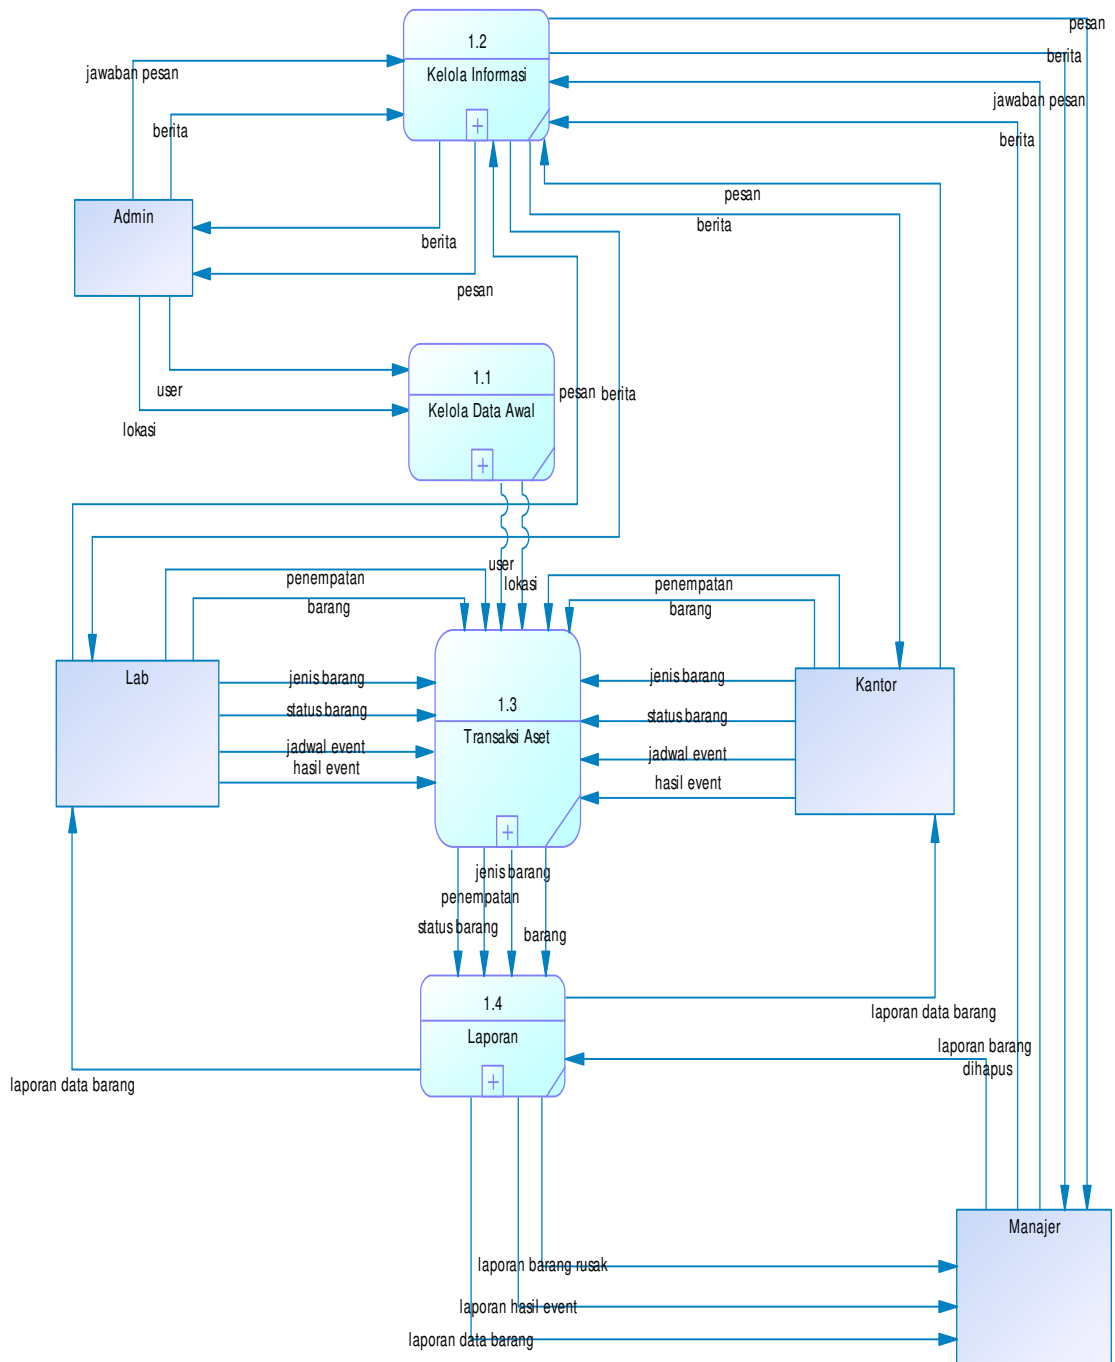 pesan
1.2
berita
jawaban pesan
Kelola Informasi
jawaban pesan
berita
berita
pesan
Admin
berita
berita
pesan
1.1
user
pesan
berita
Kelola Data Awal
lokasi
user
penempatan
lokasi
penempatan
barang
barang
Lab
jenis barang
jenis barang
Kantor
status barang
1.3
status barang
Transaksi Aset
jadwal event
jadwal event
hasil event
hasil event
jenis barang
penempatan
status barang
barang
1.4
laporan data barang
Laporan
laporan barang
dihapus
laporan data barang
Manajer
laporan barang rusak
laporan hasil event
laporan data barang